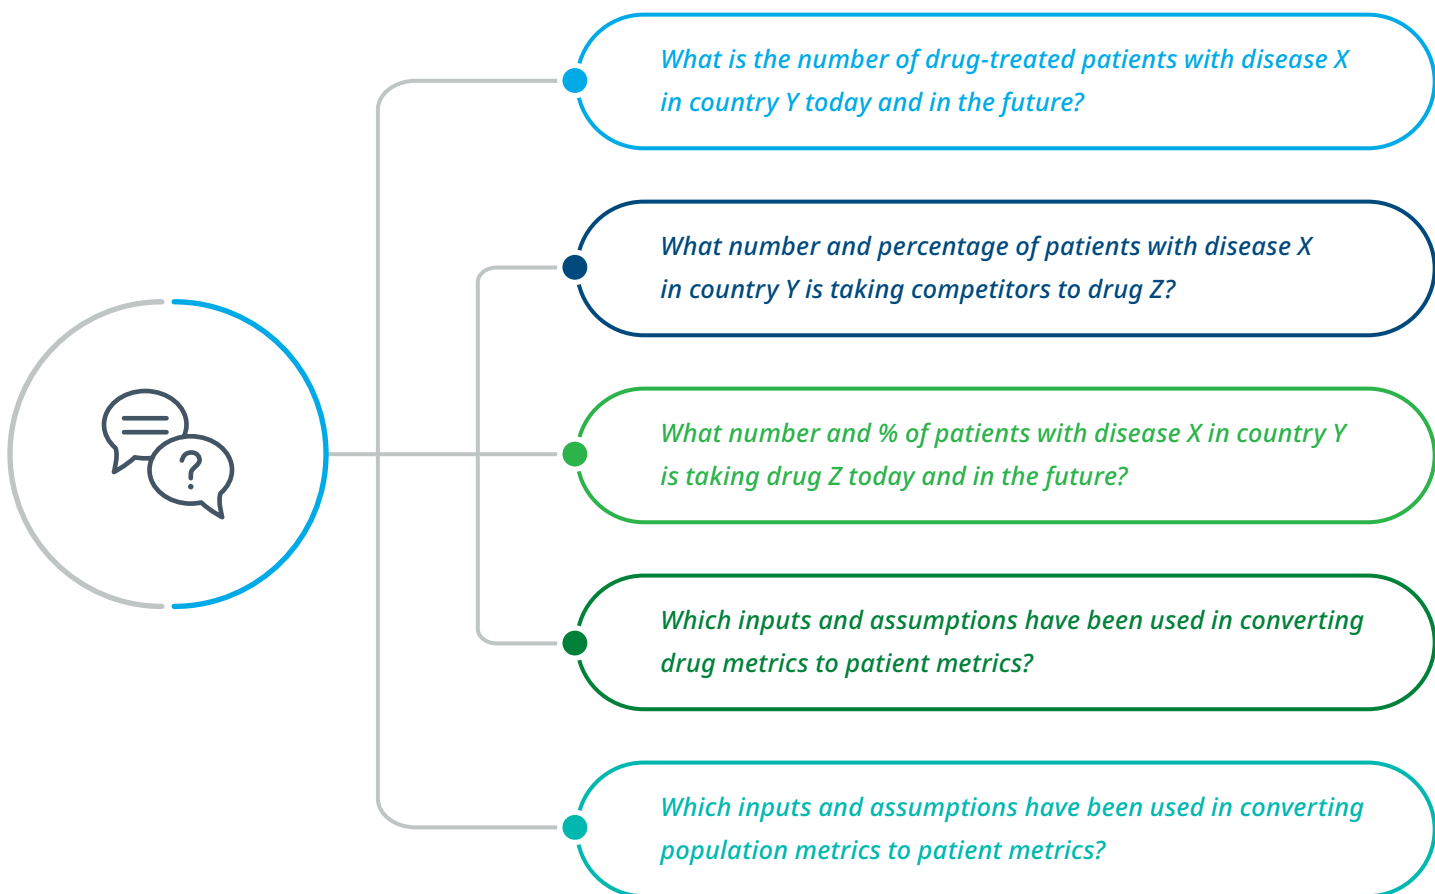 What is the number of drug-treated patients with disease X
in country Y today and in the future?
What number and percentage of patients with disease X
in country Y is taking competitors to drug Z?
What number and % of patients with disease X in country Y
is taking drug Z today and in the future?
Which inputs and assumptions have been used in converting
drug metrics to patient metrics?
Which inputs and assumptions have been used in converting
population metrics to patient metrics?
?